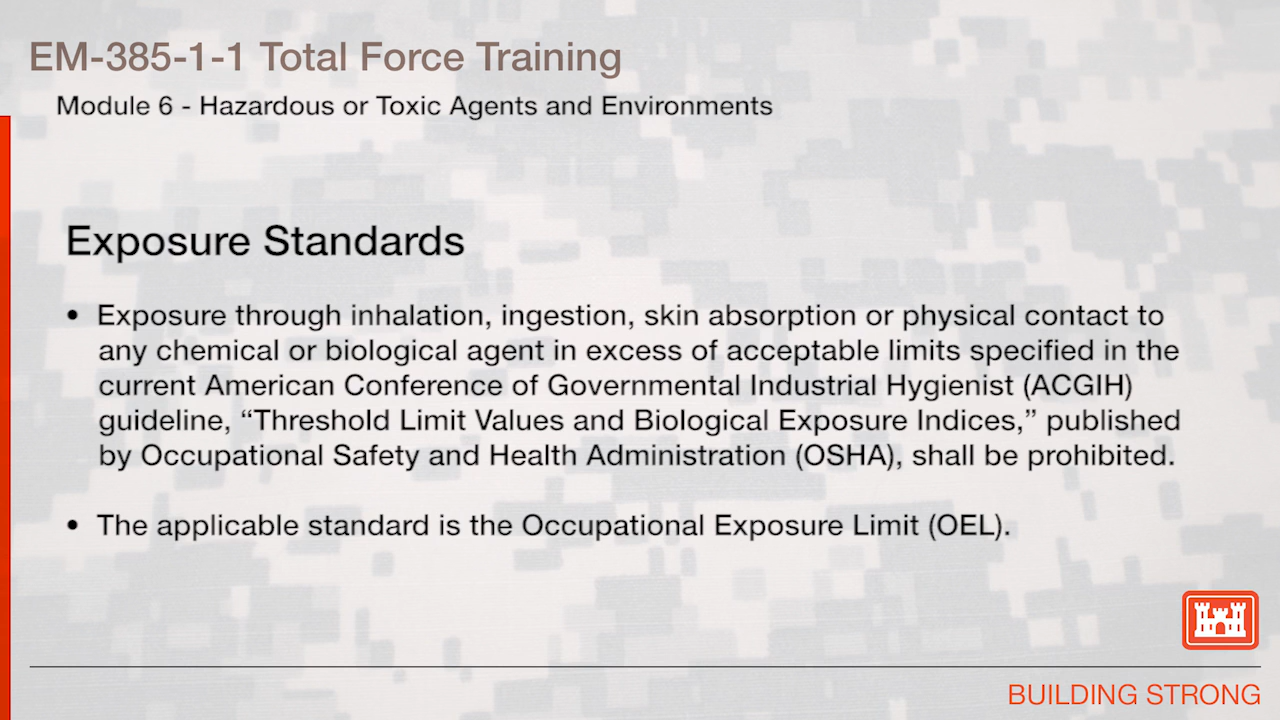 EM-385-1-1 Total Force Training
Module 6 - Hazardous or Toxic Agents and Environments
Exposure Standards
• Exposure through inhalation, ingestion, skin absorption or physical contact to
any chemical or biological agent in excess of acceptable limits specified in the
current American Conference of Governmental Industrial Hygienist (ACGIH)
guideline, “Threshold Limit Values and Biological Exposure Indices,” published
by Occupational Safety and Health Administration (OSHA), shall be prohibited.
• The applicable standard is the Occupational Exposure Limit (OEL).
BUILDING STRONG